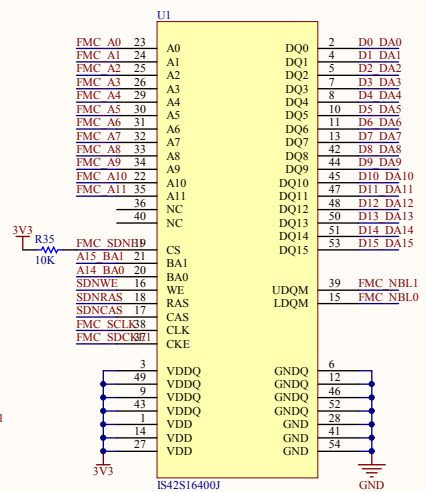 U1
FMC_A0 23 A0 DQ0 2 D0_DA0
FMC_A1 24 A1 DQ1 4 D1_DA1
FMC_A2 25 A2 DQ2 5 D2_DA2
FMC_A3 26 A3 DQ3 7 D3_DA3
FMC_A4 29 A4 DQ4 8 D4_DA4
FMC_A5 30 A5 DQ5 10 D5_DA5
FMC_A6 31 A6 DQ6 11 D6_DA6
FMC_A7 32 A7 DQ7 13 D7_DA7
FMC_A8 33 A8 DQ8 42 D8_DA8
FMC_A9 34 A9 DQ9 44 D9_DA9
FMC_A10 22 A10 DQ10 45 D10_DA10
FMC_A11 35 A11 DQ11 47 D11_DA11
36 NC DQ12 48 D12_DA12
40 NC DQ13 50 D13_DA13
DQ14 51 D14_DA14
3V3 R35 10K FMC_SDNE1 19 CS DQ15 53 D15_DA15
A15_BA1 21 BA1
A14_BA0 20 BA0
SDNWE 16 WE UDQM 39 FMC_NBL1
SDNRAS 18 RAS LDQM 15 FMC_NBL0
SDNCAS 17 CAS
FMC_SCLK 38 CLK
FMC_SDCKE1 37 CKE
3 VDDQ GNDQ 6
49 VDDQ GNDQ 12
9 VDDQ GNDQ 46
43 VDDQ GNDQ 52
1 VDD GND 28
14 VDD GND 41
27 VDD GND 54
3V3 GND
IS42S16400J